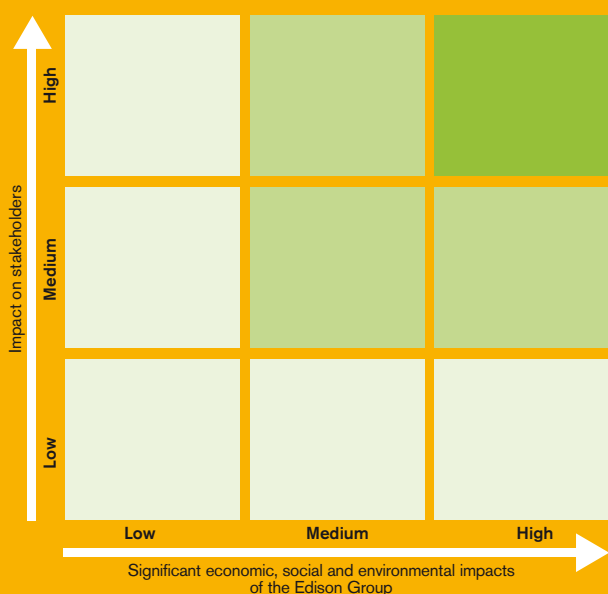 High
Medium
Low
Impact on stakeholders
Low Medium High
Significant economic, social and environmental impacts
of the Edison Group